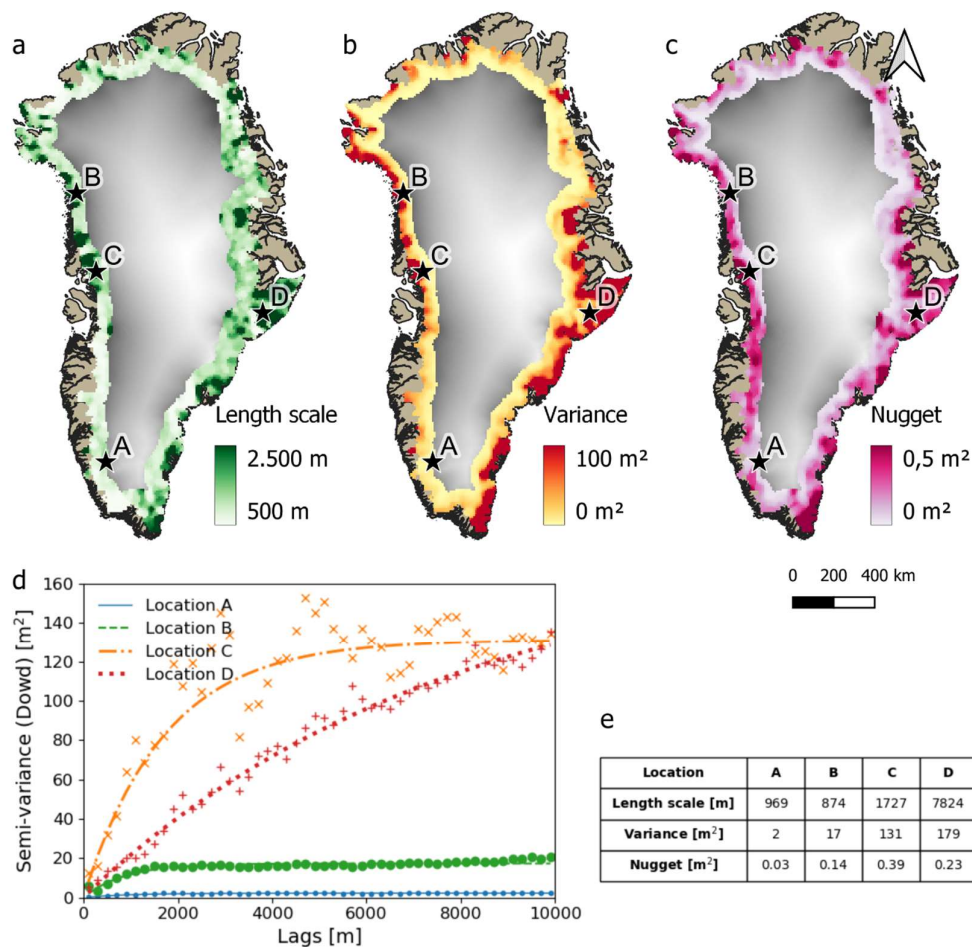 a
b
c
B
B
B
C
C
C
D
D
D
A
A
A
Length scale
2.500 m
500 m
Variance
100 m²
0 m²
Nugget
0,5 m²
0 m²
0 200 400 km
d
Semi-variance (Dowd) [m²]
160
140
120
100
80
60
40
20
0
Location A
Location B
Location C
Location D
0 2000 4000 6000 8000 10000
Lags [m]
e
Location A B C D
Length scale [m] 969 874 1727 7824
Variance [m²] 2 17 131 179
Nugget [m²] 0.03 0.14 0.39 0.23